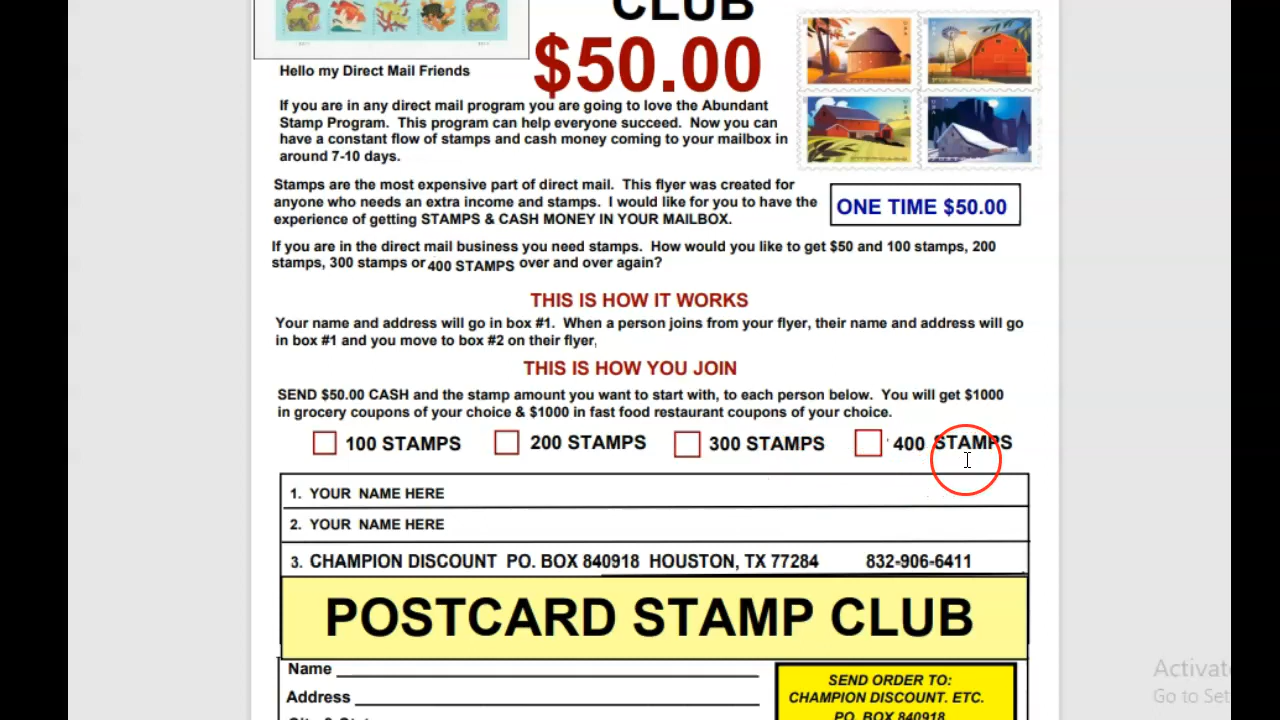 CLUB
$50.00
Hello my Direct Mail Friends
If you are in any direct mail program you are going to love the Abundant
Stamp Program. This program can help everyone succeed. Now you can
have a constant flow of stamps and cash money coming to your mailbox in
around 7-10 days.
Stamps are the most expensive part of direct mail. This flyer was created for
anyone who needs an extra income and stamps. I would like for you to have the
experience of getting STAMPS & CASH MONEY IN YOUR MAILBOX.
ONE TIME $50.00
If you are in the direct mail business you need stamps. How would you like to get $50 and 100 stamps, 200
stamps, 300 stamps or 400 STAMPS over and over again?
THIS IS HOW IT WORKS
Your name and address will go in box #1. When a person joins from your flyer, their name and address will go
in box #1 and you move to box #2 on their flyer,
THIS IS HOW YOU JOIN
SEND $50.00 CASH and the stamp amount you want to start with, to each person below. You will get $1000
in grocery coupons of your choice & $1000 in fast food restaurant coupons of your choice.
100 STAMPS 200 STAMPS 300 STAMPS 400 STAMPS
1. YOUR NAME HERE
2. YOUR NAME HERE
3. CHAMPION DISCOUNT PO. BOX 840918 HOUSTON, TX 77284 832-906-6411
POSTCARD STAMP CLUB
Name
Address
SEND ORDER TO:
CHAMPION DISCOUNT. ETC.
PO. BOX 840918
City & State
Activat
Go to Set